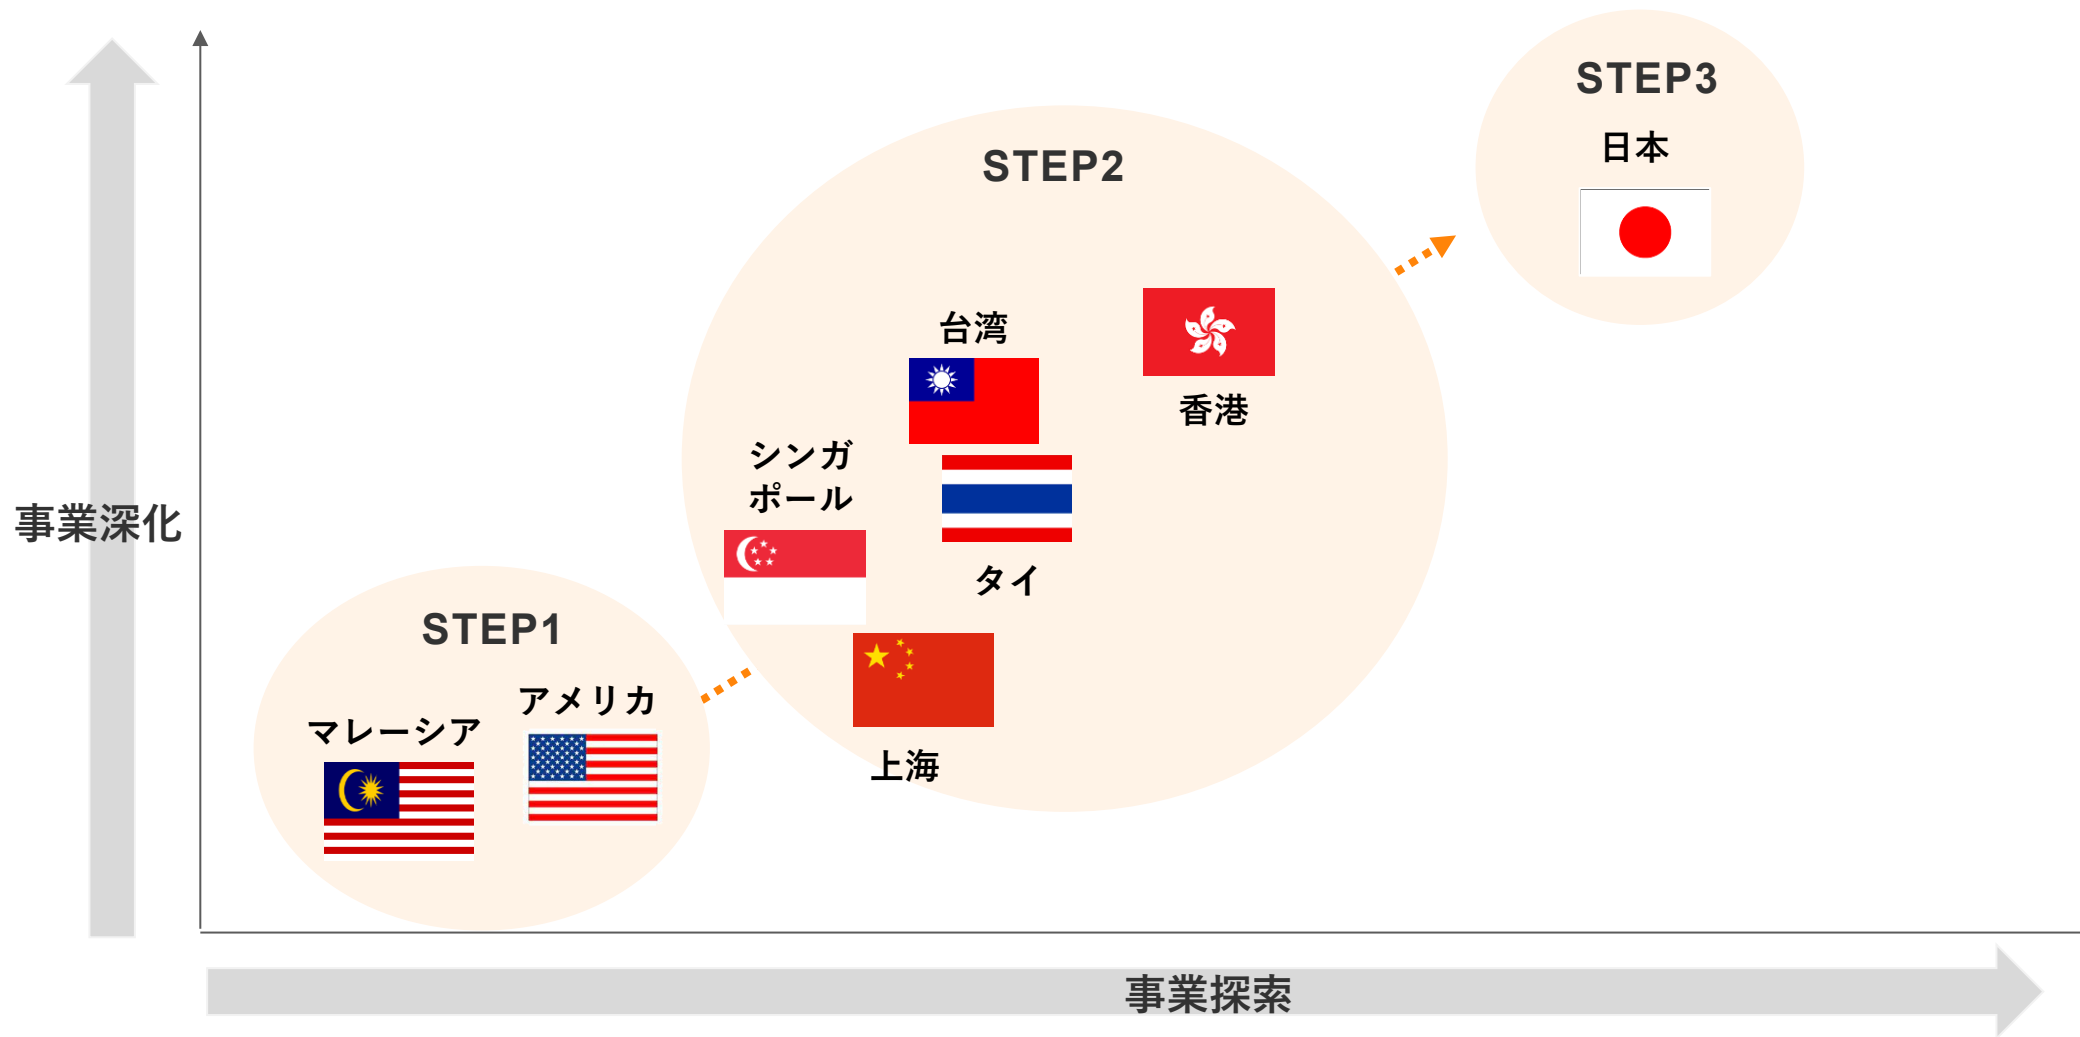 STEP3
日本
STEP2
台湾
香港
シンガ
ポール
タイ
上海
事業深化
STEP1
アメリカ
マレーシア
事業探索